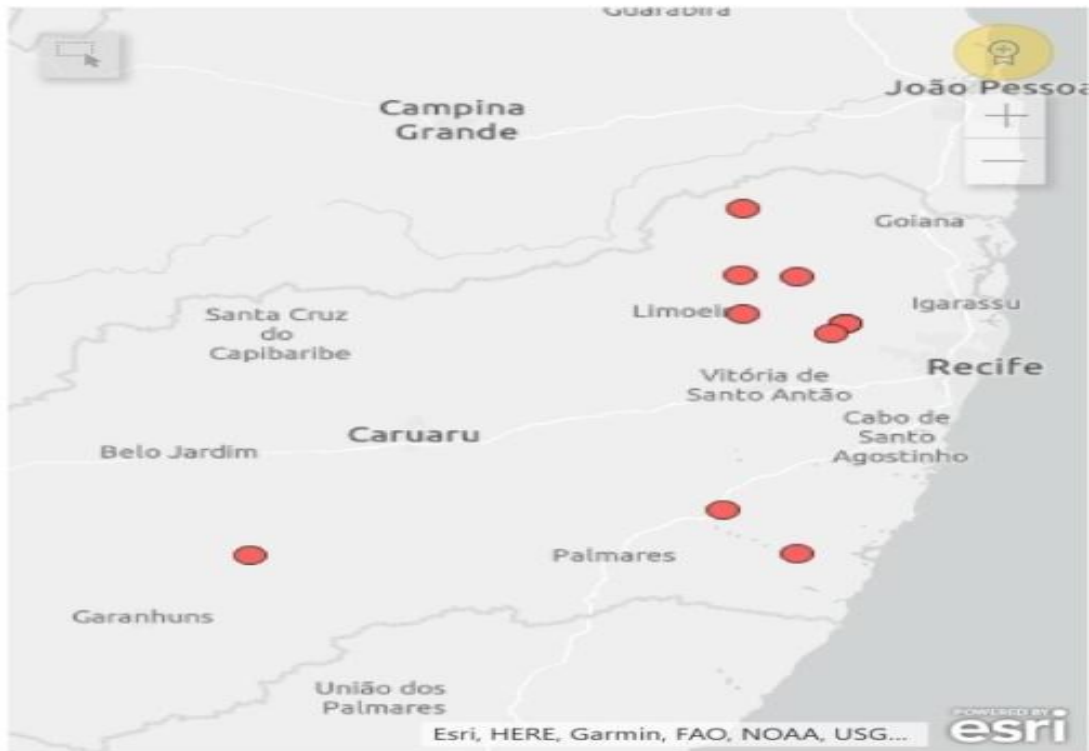 Guarabira
João Pessoa
Campina
Grande
Goiana
Igarassu
Santa Cruz
do
Capibaribe
Recife
Vitória de
Santo Antão
Cabo de
Santo
Agostinho
Caruaru
Belo Jardim
Palmares
Garanhuns
União dos
Palmares
Esri, HERE, Garmin, FAO, NOAA, USG...
POWERED BY
esri